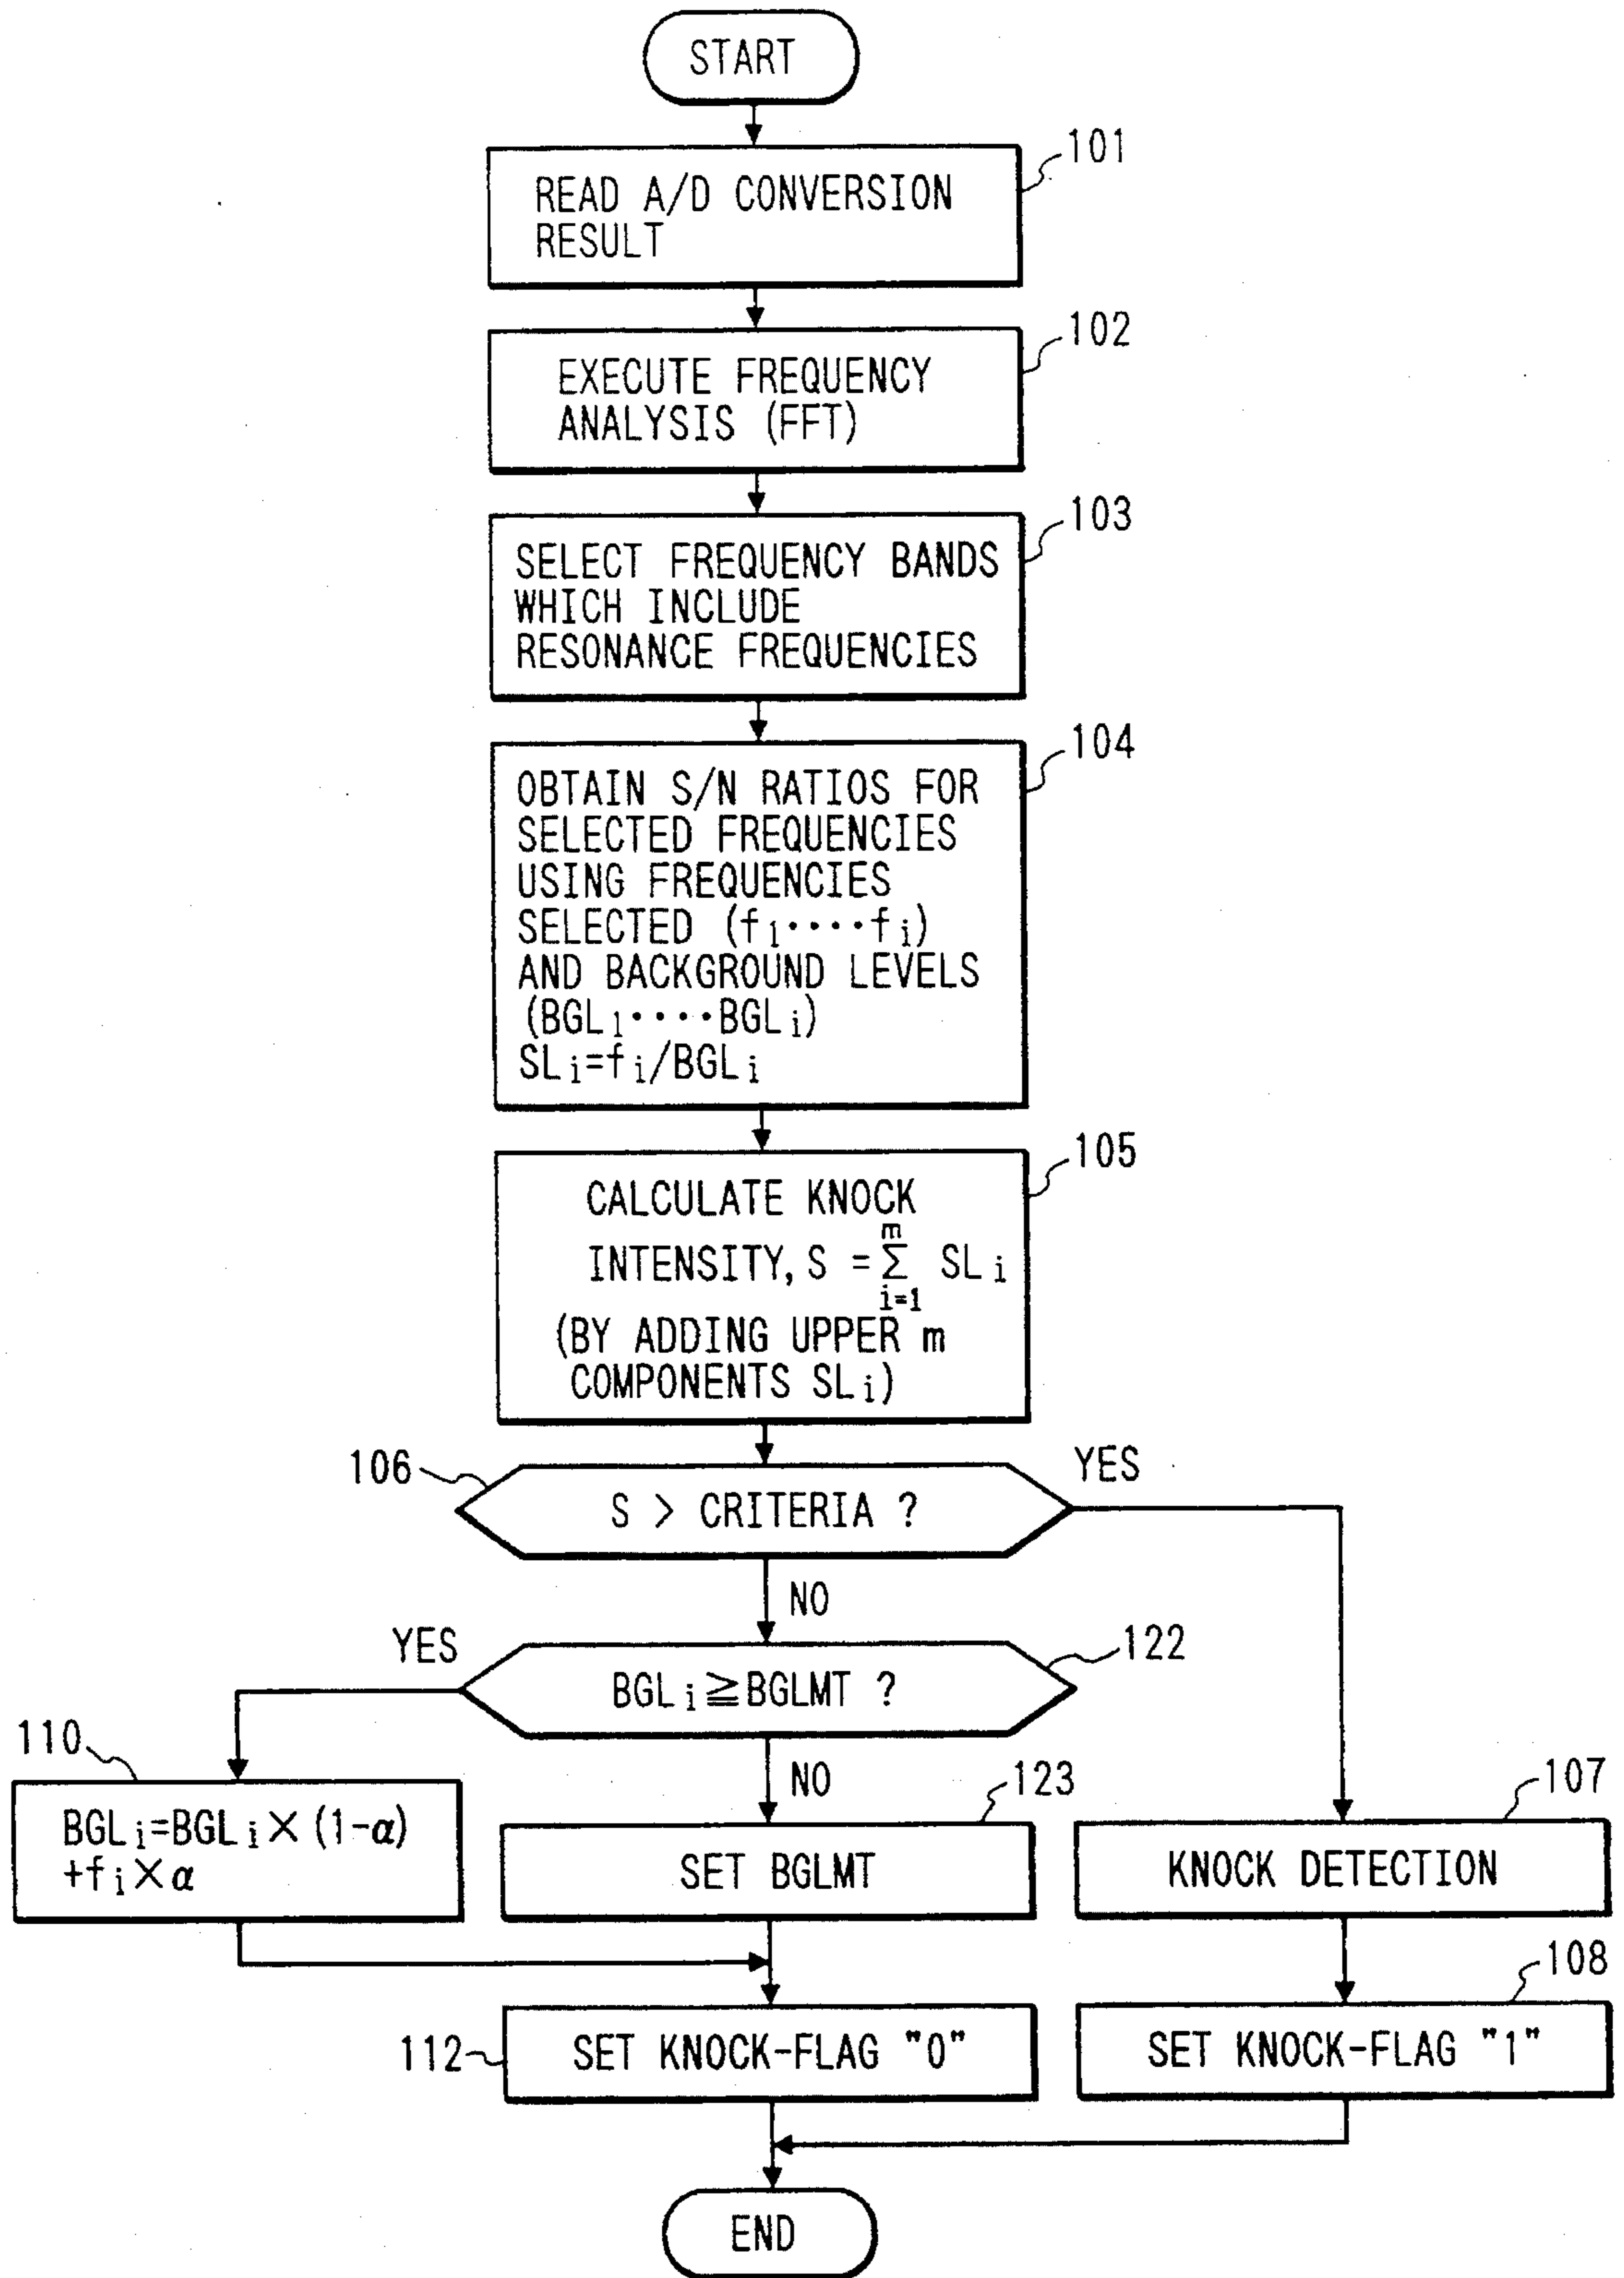 START
101
READ A/D CONVERSION
RESULT
102
EXECUTE FREQUENCY
ANALYSIS (FFT)
103
SELECT FREQUENCY BANDS
WHICH INCLUDE
RESONANCE FREQUENCIES
104
OBTAIN S/N RATIOS FOR
SELECTED FREQUENCIES
USING FREQUENCIES
SELECTED (f1····fi)
AND BACKGROUND LEVELS
(BGL1····BGLi)
SLi=fi/BGLi
105
CALCULATE KNOCK
INTENSITY, S = m∑i=1 SLi
(BY ADDING UPPER m
COMPONENTS SLi)
106
S > CRITERIA ?
YES
NO
122
BGLi≧BGLMT ?
YES
NO
110
BGLi=BGLi×(1-α)
+fi×α
123
SET BGLMT
107
KNOCK DETECTION
112
SET KNOCK-FLAG "0"
108
SET KNOCK-FLAG "1"
END